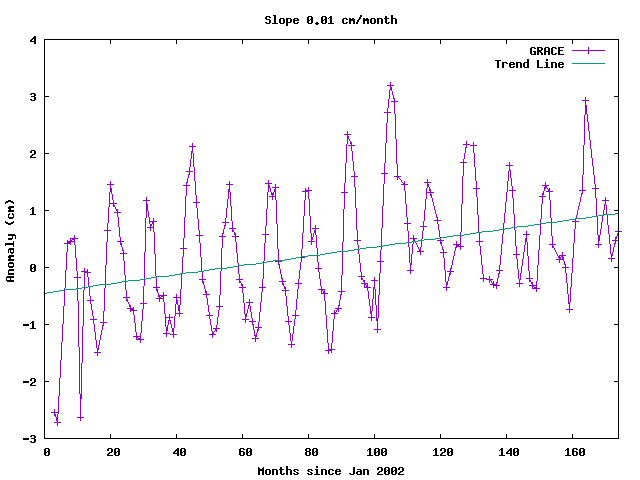 Slope 0.01 cm/month
GRACE
Trend Line
Anomaly (cm)
4
3
2
1
0
-1
-2
-3
0 20 40 60 80 100 120 140 160
Months since Jan 2002